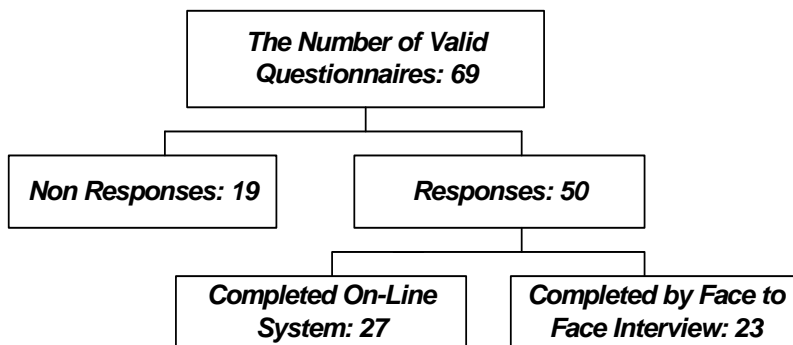 The Number of Valid
Questionnaires: 69
Non Responses: 19
Responses: 50
Completed On-Line
System: 27
Completed by Face to
Face Interview: 23